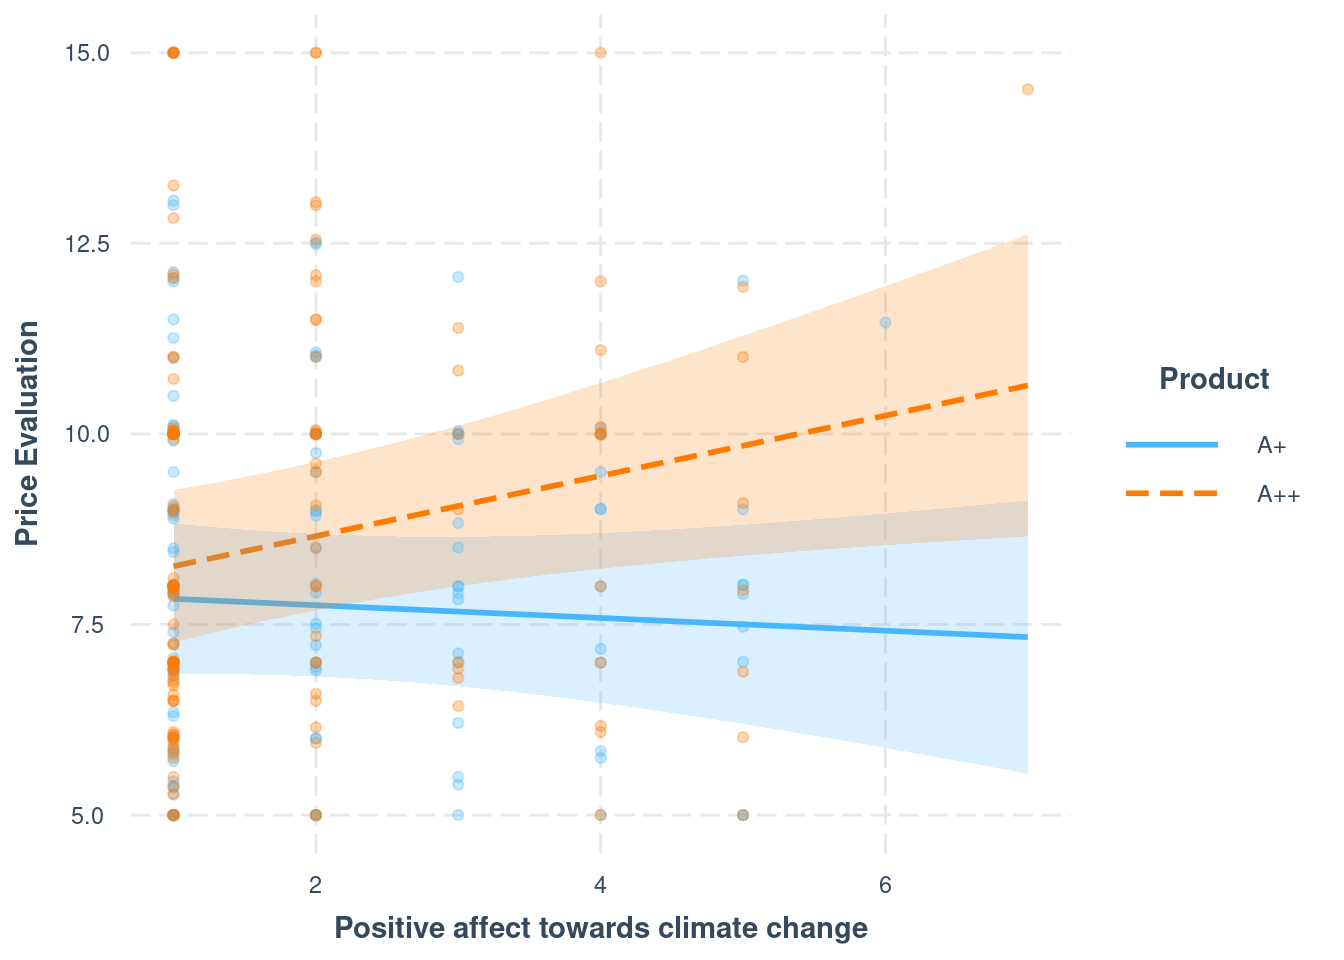 15.0
12.5
10.0
7.5
5.0
2
4
6
Price Evaluation
Positive affect towards climate change
Product
A+
A++